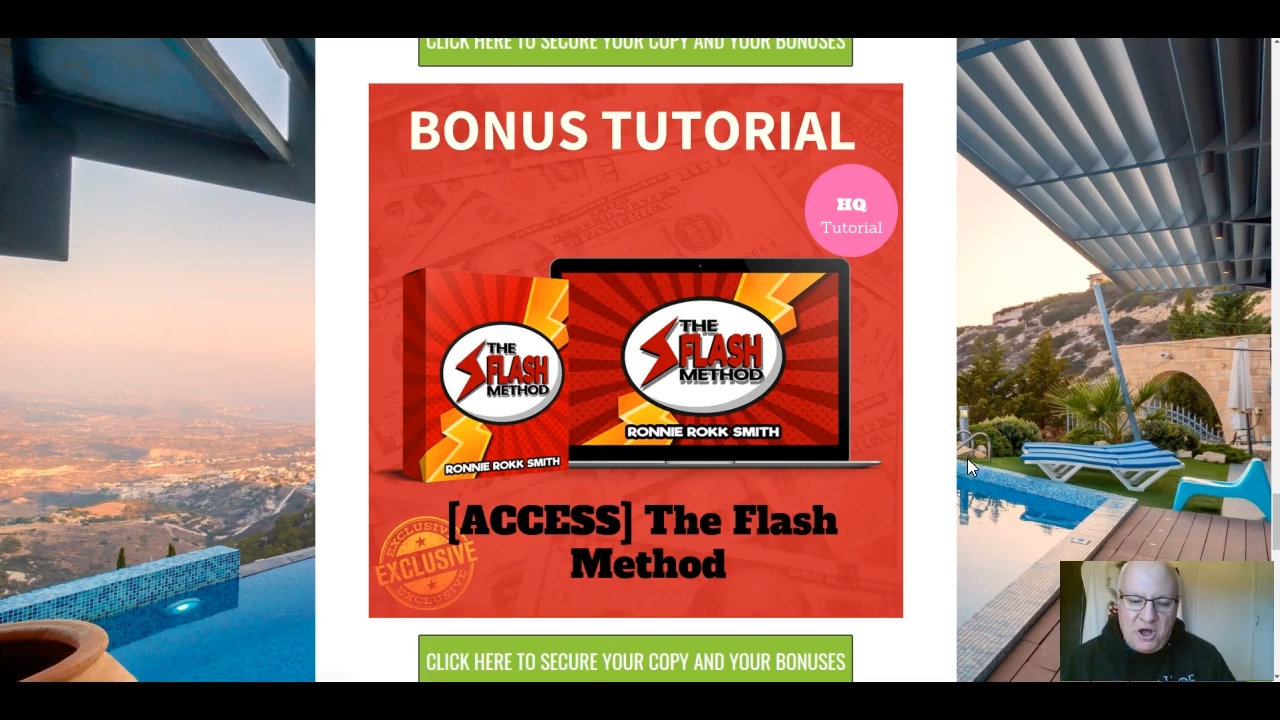 CLICK HERE TO SECURE YOUR COPY AND YOUR BONUSES
BONUS TUTORIAL
HQ
Tutorial
THE
FLASH
METHOD
RONNIE ROKK SMITH
THE
FLASH
METHOD
RONNIE ROKK SMITH
[ACCESS] The Flash
Method
EXCLUSIVE
EXCLUSIVE
EXCLUSIVE
CLICK HERE TO SECURE YOUR COPY AND YOUR BONUSES